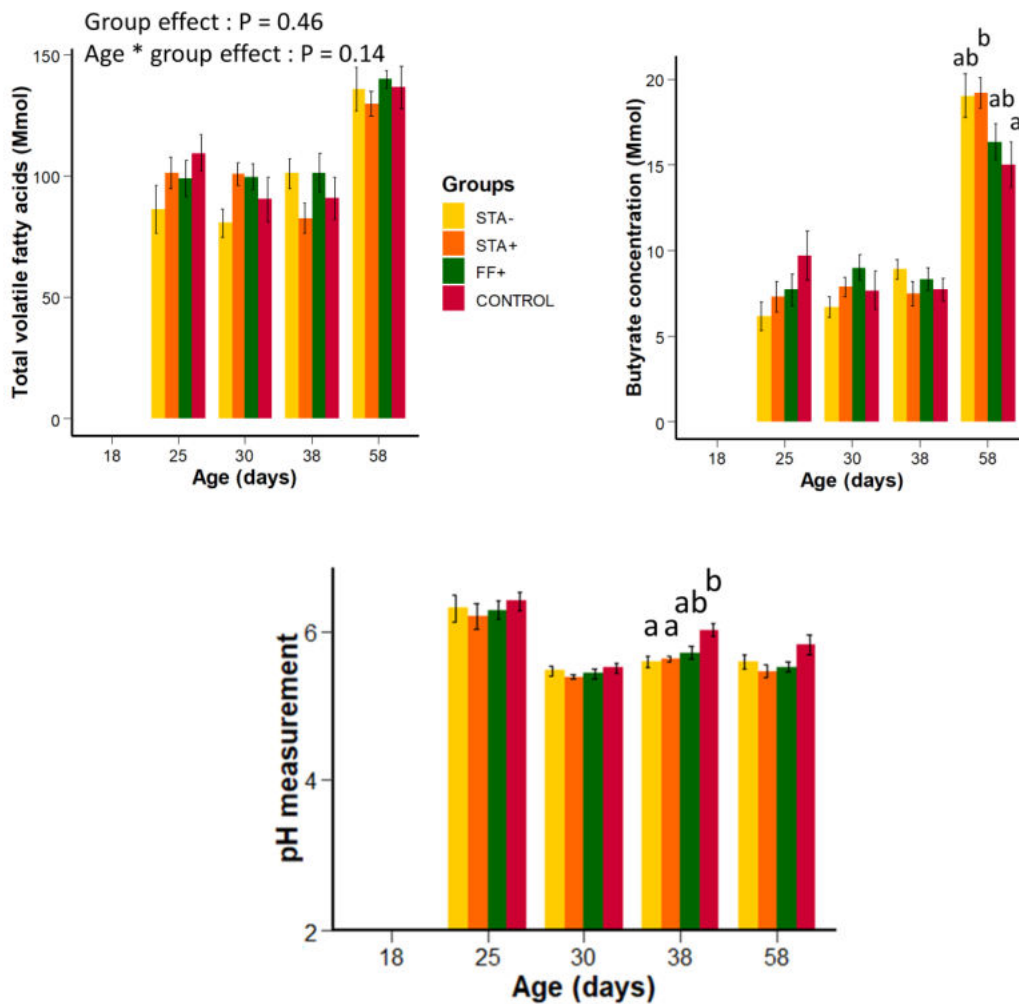 Group effect : P = 0.46
Age * group effect : P = 0.14
Total volatile fatty acids (Mmol)
150
100
50
0
18 25 30 38 58
Age (days)
Groups
STA-
STA+
FF+
CONTROL
Butyrate concentration (Mmol)
20
15
10
5
0
ab b ab a
18 25 30 38 58
Age (days)
pH measurement
6
4
2
a a ab b
18 25 30 38 58
Age (days)